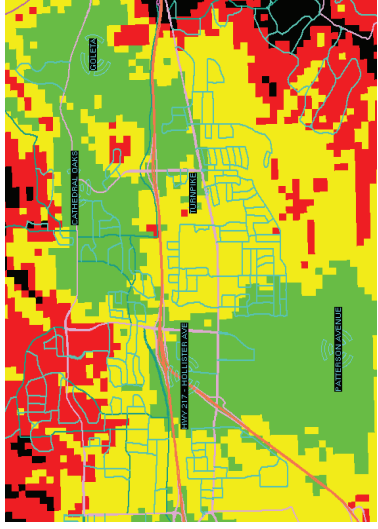 GOLETA
CATHEDRAL OAKS
TURNPIKE
HWY 217 - HOLLISTER AVE
PATTERSON AVENUE